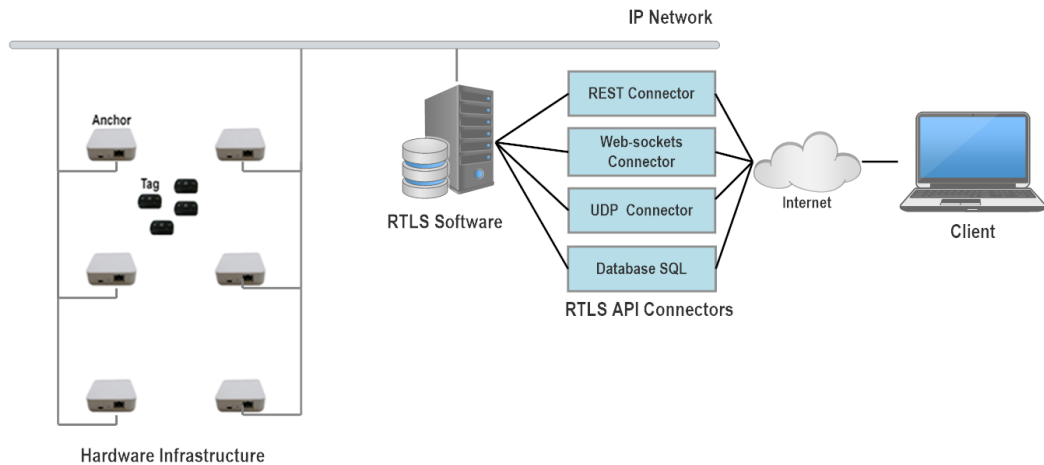 IP Network
Anchor
Tag
REST Connector
Web-sockets
Connector
UDP Connector
Database SQL
RTLS Software
RTLS API Connectors
Internet
Client
Hardware Infrastructure